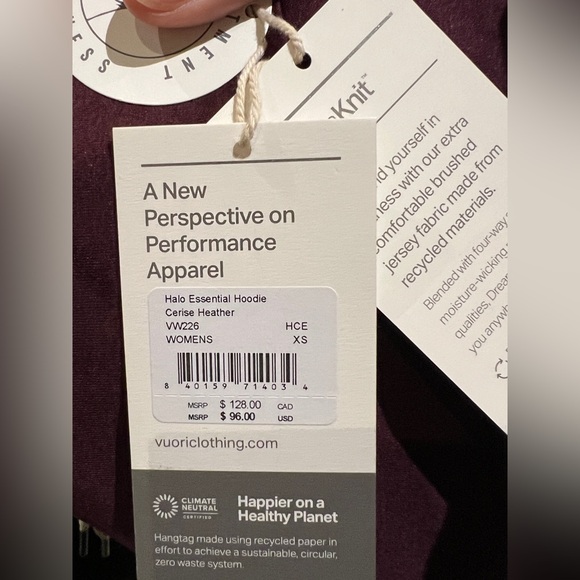 TMENT
ESS
Knit™
yourself in
with our extra
comfortable brushed
jersey fabric made from
recycled materials.
Blended with four-way
moisture-wicking
qualities,
you
A New
Perspective on
Performance
Apparel
Halo Essential Hoodie
Cerise Heather
VW226 HCE
WOMENS XS
8 40159 71403 4
MSRP $ 128.00 CAD
MSRP $ 96.00 USD
vuoriclothing.com
CLIMATE
NEUTRAL
CERTIFIED
Happier on a
Healthy Planet
Hangtag made using recycled paper in
effort to achieve a sustainable, circular,
zero waste system.